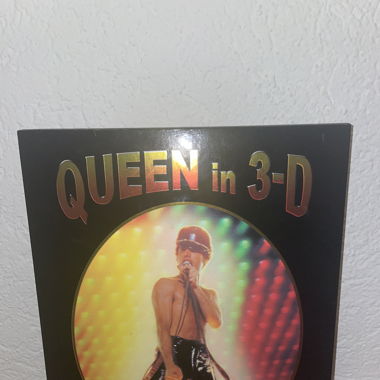 QUEEN in 3-D